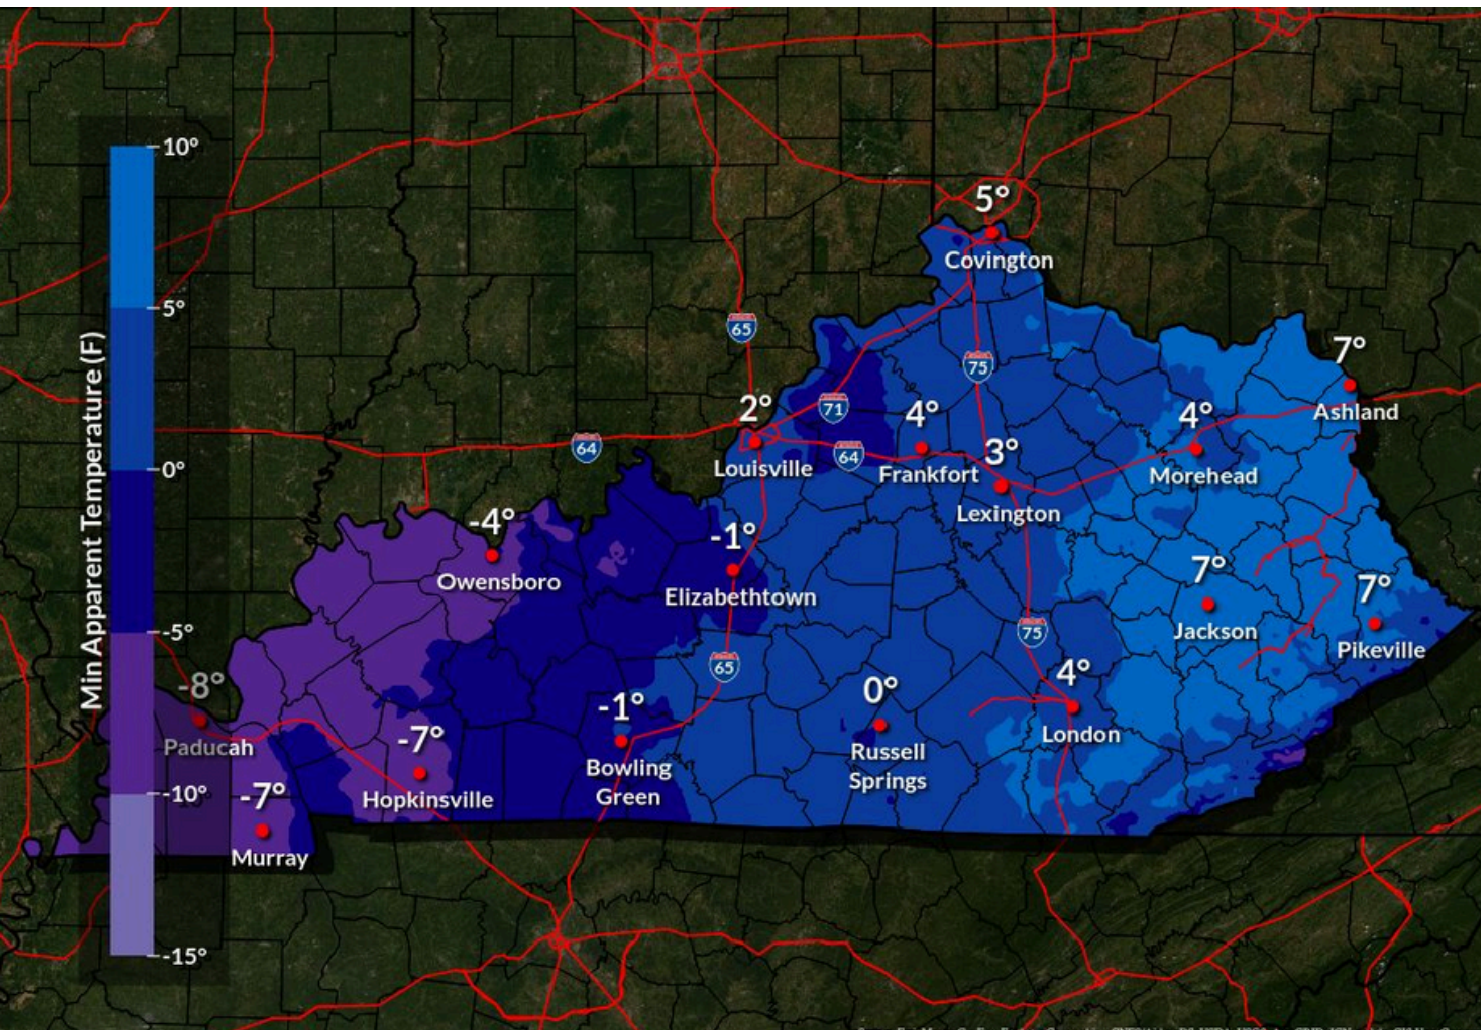 Min Apparent Temperature (F)
10°
5°
0°
-5°
-10°
-15°
5°
Covington
65
75
7°
Ashland
2°
71
4°
4°
64
Louisville
64
Frankfort
3°
Morehead
Lexington
-4°
Owensboro
-1°
Elizabethtown
7°
Jackson
7°
Pikeville
75
65
-8°
Paducah
-1°
Bowling
Green
0°
Russell
Springs
4°
London
-7°
Hopkinsville
-7°
Murray